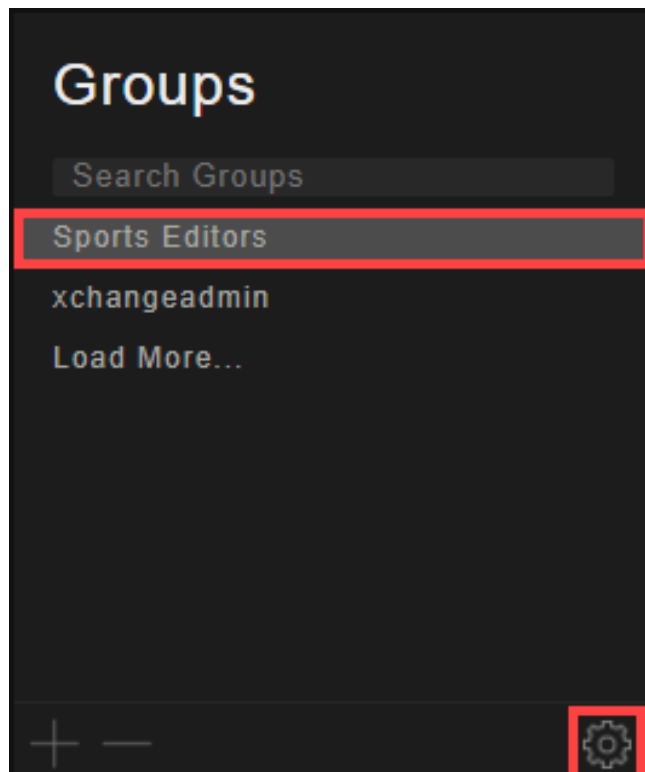 Groups
Search Groups
Sports Editors
xchangeadmin
Load More...